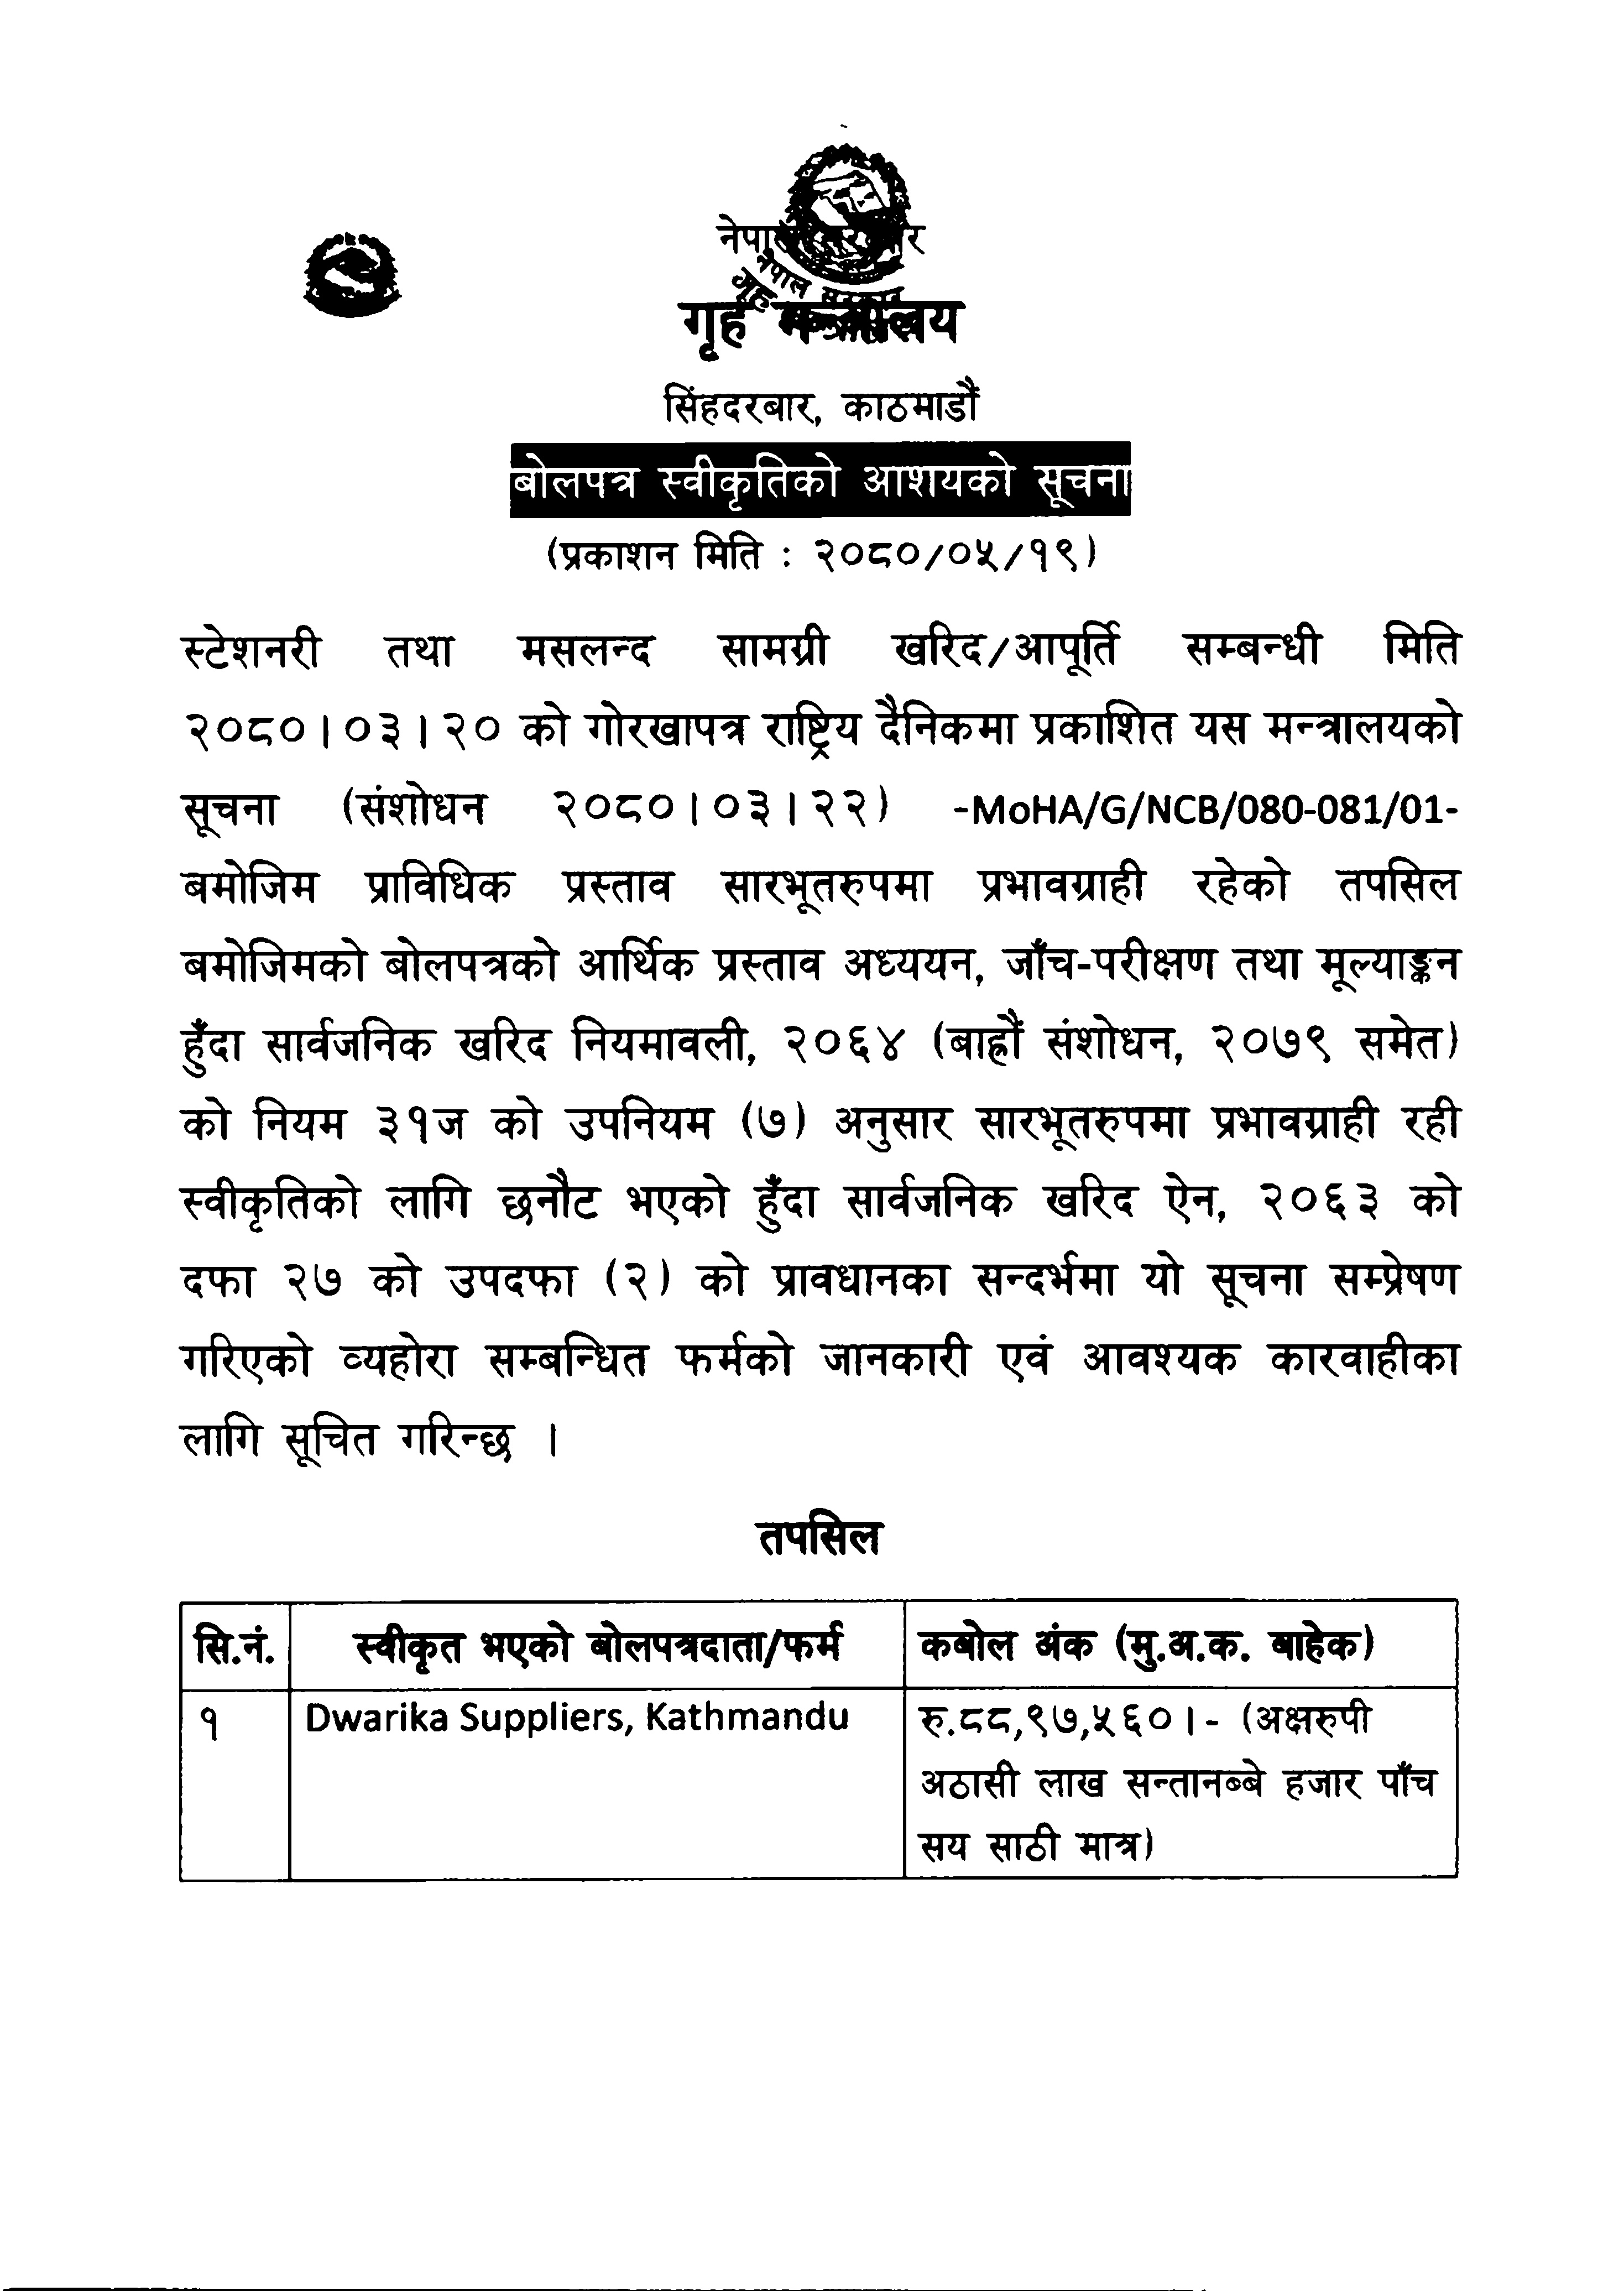 नेपाल सरकार
गृह मन्त्रालय
सिंहदरबार, काठमाडौं
बोलपत्र स्वीकृतिको आशयको सूचना
(प्रकाशन मिति : २०८०/०५/१९)
स्टेशनरी तथा मसलन्द सामग्री खरिद/आपूर्ति सम्बन्धी मिति
२०८०।०३।२० को गोरखापत्र राष्ट्रिय दैनिकमा प्रकाशित यस मन्त्रालयको
सूचना (संशोधन २०८०।०३।२२) -MoHA/G/NCB/080-081/01-
बमोजिम प्राविधिक प्रस्ताव सारभूतरुपमा प्रभावग्राही रहेको तपसिल
बमोजिमको बोलपत्रको आर्थिक प्रस्ताव अध्ययन, जाँच-परीक्षण तथा मूल्याङ्कन
हुँदा सार्वजनिक खरिद नियमावली, २०६४ (बाह्रौं संशोधन, २०७९ समेत)
को नियम ३१ज को उपनियम (७) अनुसार सारभूतरुपमा प्रभावग्राही रही
स्वीकृतिको लागि छनौट भएको हुँदा सार्वजनिक खरिद ऐन, २०६३ को
दफा २७ को उपदफा (२) को प्रावधानका सन्दर्भमा यो सूचना सम्प्रेषण
गरिएको व्यहोरा सम्बन्धित फर्मको जानकारी एवं आवश्यक कारवाहीका
लागि सूचित गरिन्छ ।
तपसिल
सि.नं. स्वीकृत भएको बोलपत्रदाता/फर्म कबोल अंक (मु.अ.क. बाहेक)
१ Dwarika Suppliers, Kathmandu रु.८८,९७,५६०।- (अक्षरुपी
अठासी लाख सन्तानब्बे हजार पाँच
सय साठी मात्र)